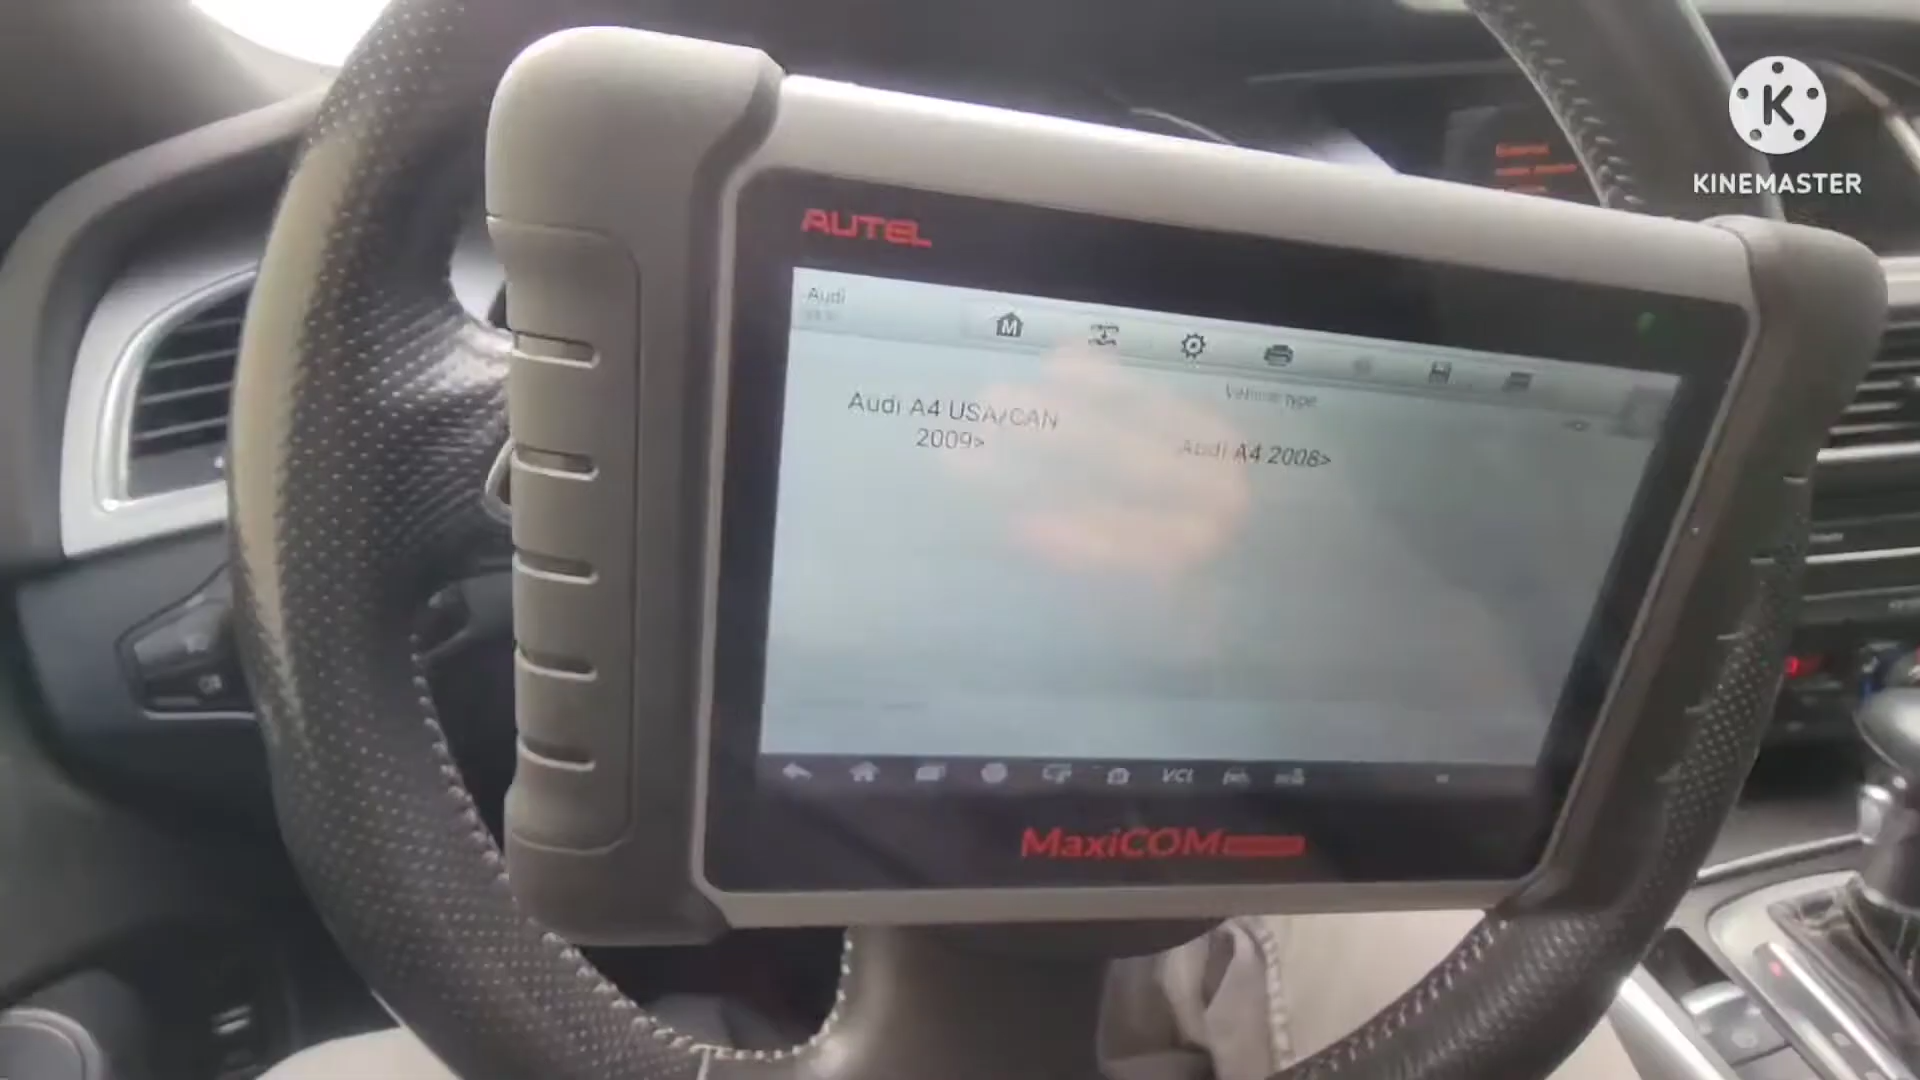 KINEMASTER
AUTEL
Audi
Vehicle type
Audi A4 USA/CAN
2009>
Audi A4 2008>
VCI
MaxiCOM